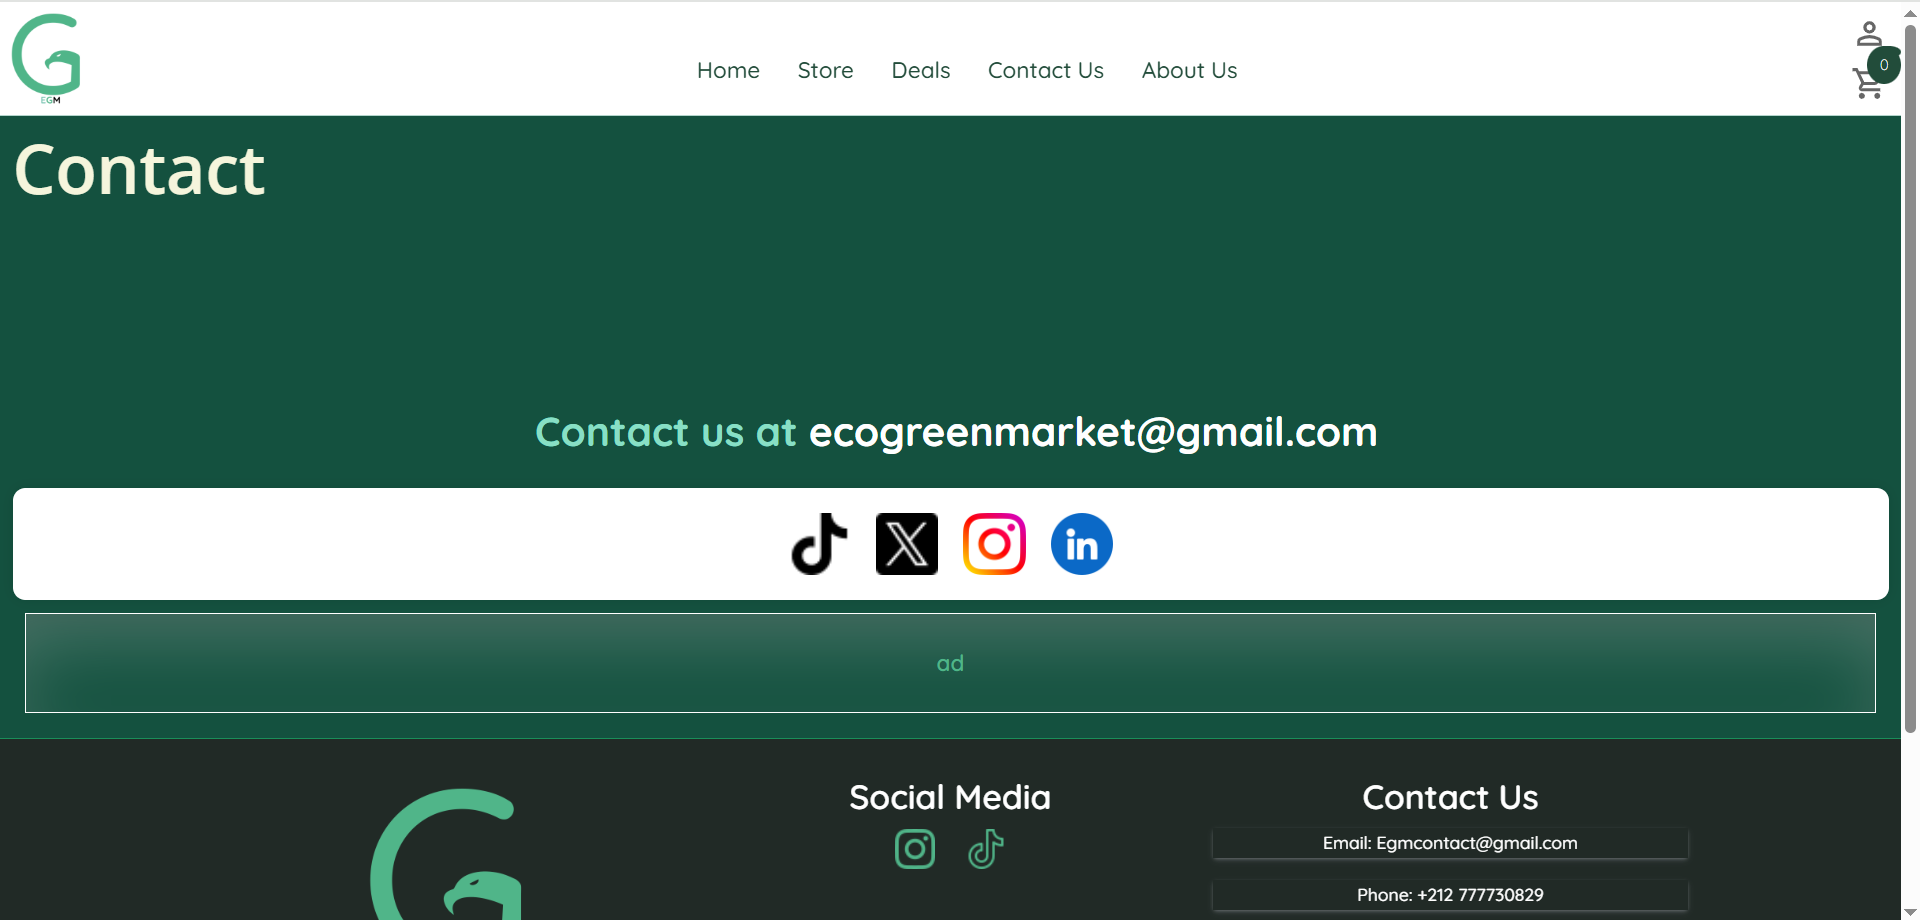 EGM
Home Store Deals Contact Us About Us
0
Contact
Contact us at ecogreenmarket@gmail.com
in
ad
Social Media
Contact Us
Email: Egmcontact@gmail.com
Phone: +212 777730829